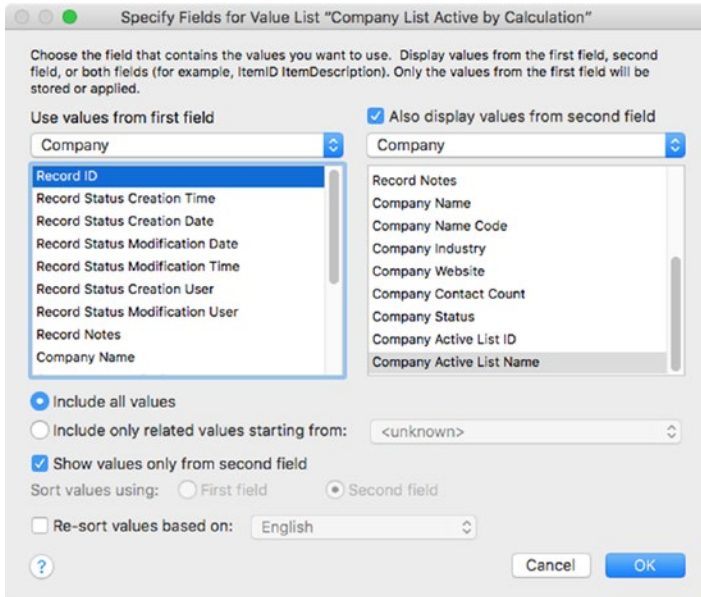 Specify Fields for Value List “Company List Active by Calculation”
Choose the field that contains the values you want to use. Display values from the first field, second
field, or both fields (for example, ItemID ItemDescription). Only the values from the first field will be
stored or applied.
Use values from first field
Company
Record ID
Record Status Creation Time
Record Status Creation Date
Record Status Modification Date
Record Status Modification Time
Record Status Creation User
Record Status Modification User
Record Notes
Company Name
Also display values from second field
Company
Record Notes
Company Name
Company Name Code
Company Industry
Company Website
Company Contact Count
Company Status
Company Active List ID
Company Active List Name
Include all values
Include only related values starting from: <unknown>
Show values only from second field
Sort values using: First field Second field
Re-sort values based on: English
? Cancel OK